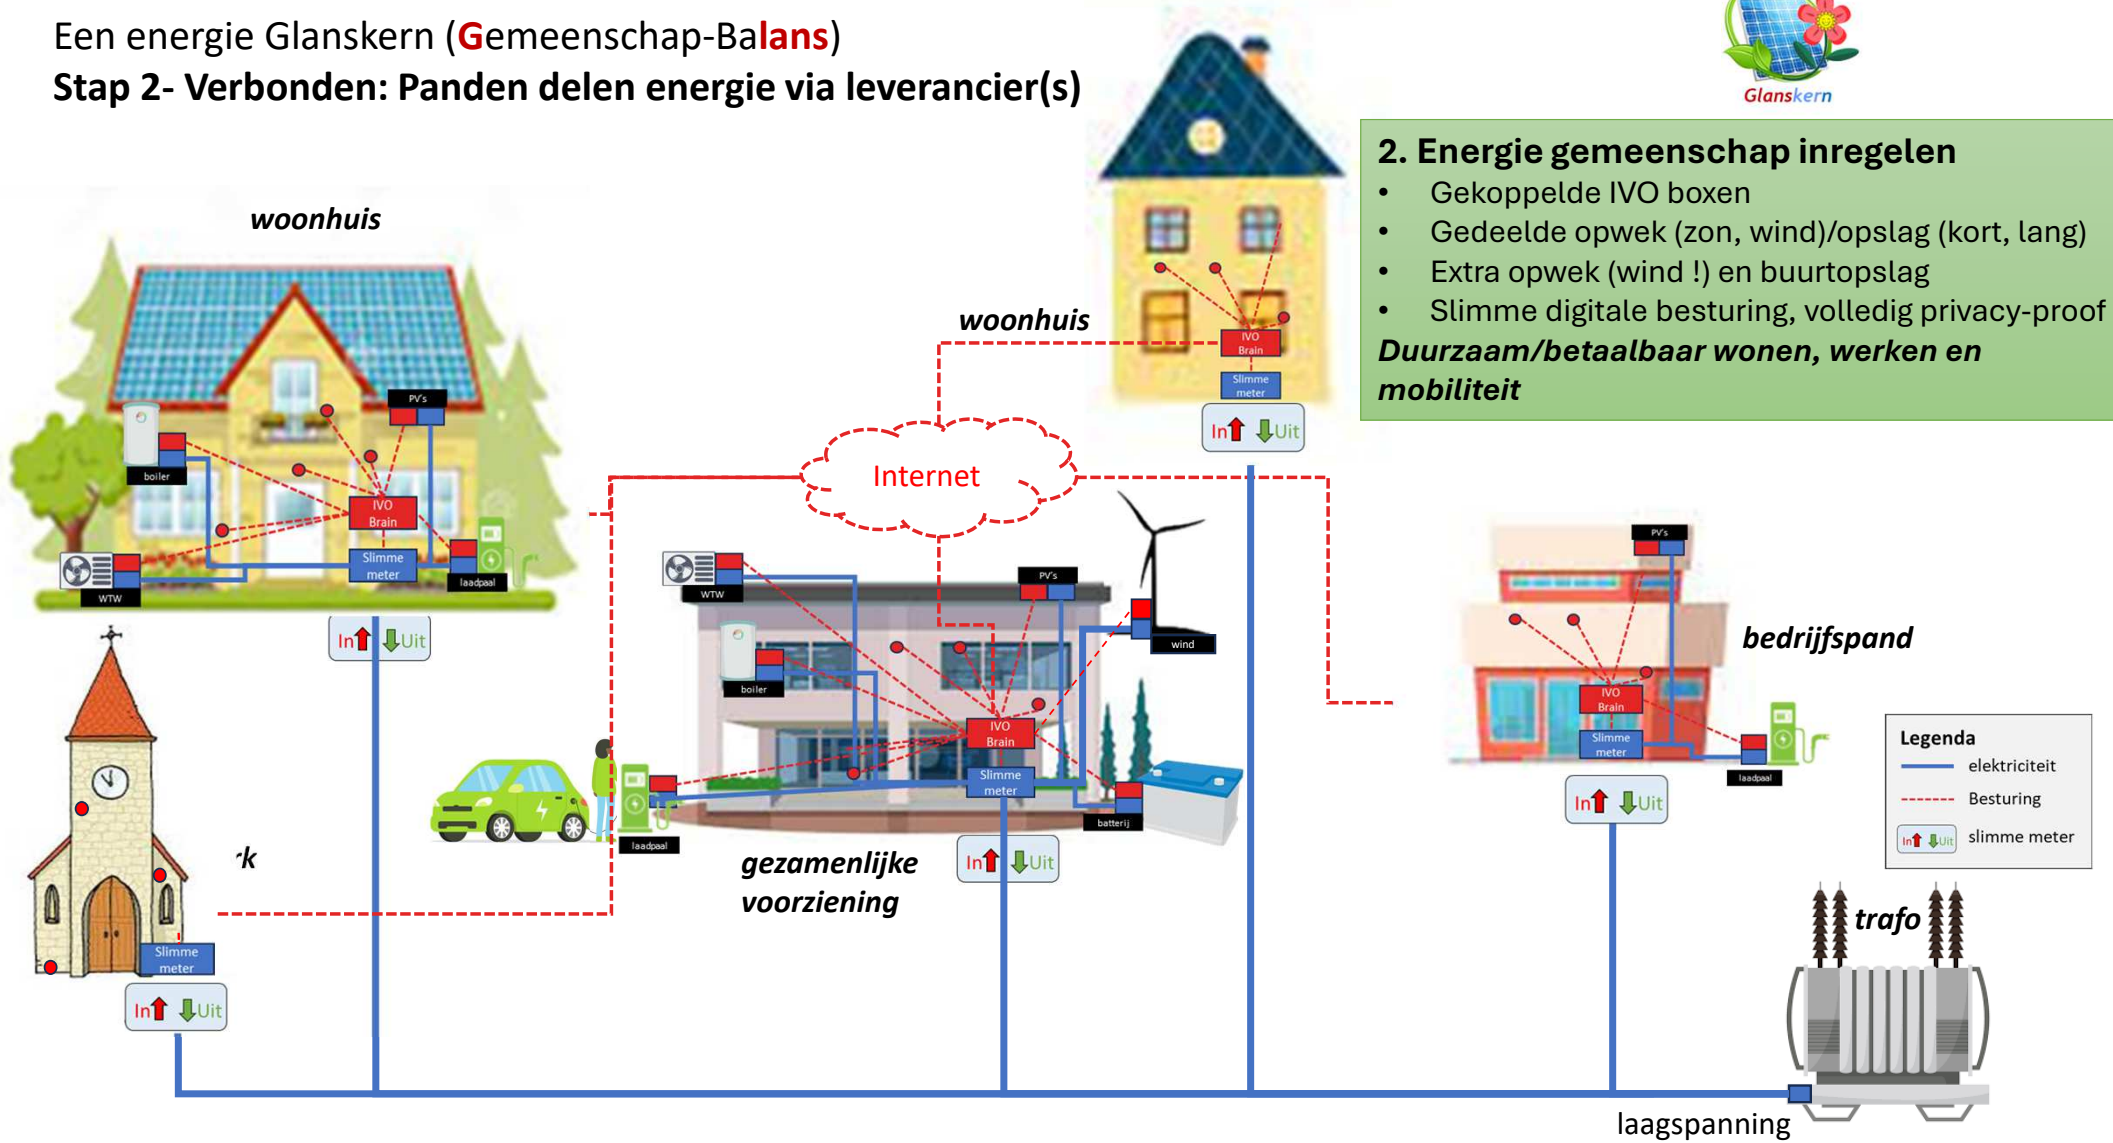 Een energie Glanskern (Gemeenschap-Balans)
Stap 2- Verbonden: Panden delen energie via leverancier(s)
Glanskern
2. Energie gemeenschap inregelen
• Gekoppelde IVO boxen
• Gedeelde opwek (zon, wind)/opslag (kort, lang)
• Extra opwek (wind !) en buurtopslag
• Slimme digitale besturing, volledig privacy-proof
Duurzaam/betaalbaar wonen, werken en
mobiliteit
woonhuis
PV's
boiler
IVO
Brain
Slimme
meter
WTW
laadpaal
In Uit
woonhuis
IVO
Brain
Slimme
meter
In Uit
Internet
WTW
PV's
wind
boiler
IVO
Brain
Slimme
meter
batterij
laadpaal
gezamenlijke
voorziening
In Uit
PV's
bedrijfspand
IVO
Brain
Slimme
meter
laadpaal
In Uit
Legenda
elektriciteit
Besturing
In Uit slimme meter
rk
Slimme
meter
In Uit
trafo
laagspanning